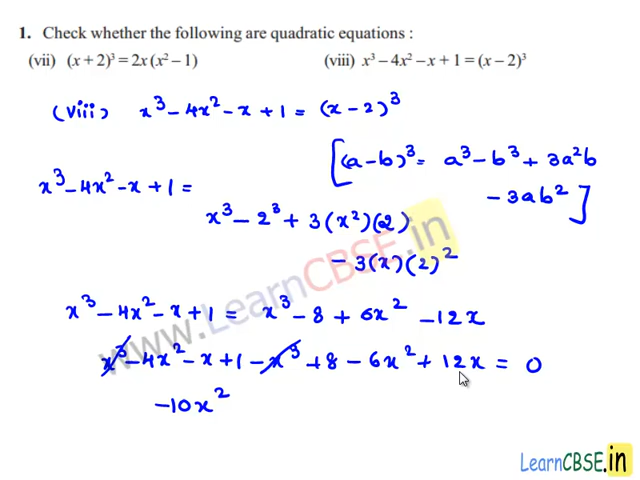 1. Check whether the following are quadratic equations :
(vii) (x + 2)³ = 2x (x² – 1) (viii) x³ – 4x² – x + 1 = (x – 2)³
(viii) x³ – 4x² – x + 1 = (x – 2)³
[(a – b)³ = a³ – b³ + 3a²b
– 3ab²]
x³ – 4x² – x + 1 =
x³ – 2³ + 3(x²)(2)
– 3(x)(2)²
www.LearnCBSE.in
x³ – 4x² – x + 1 = x³ – 8 + 6x² – 12x
x³ – 4x² – x + 1 – x³ + 8 – 6x² + 12x = 0
– 10x²
LearnCBSE.in